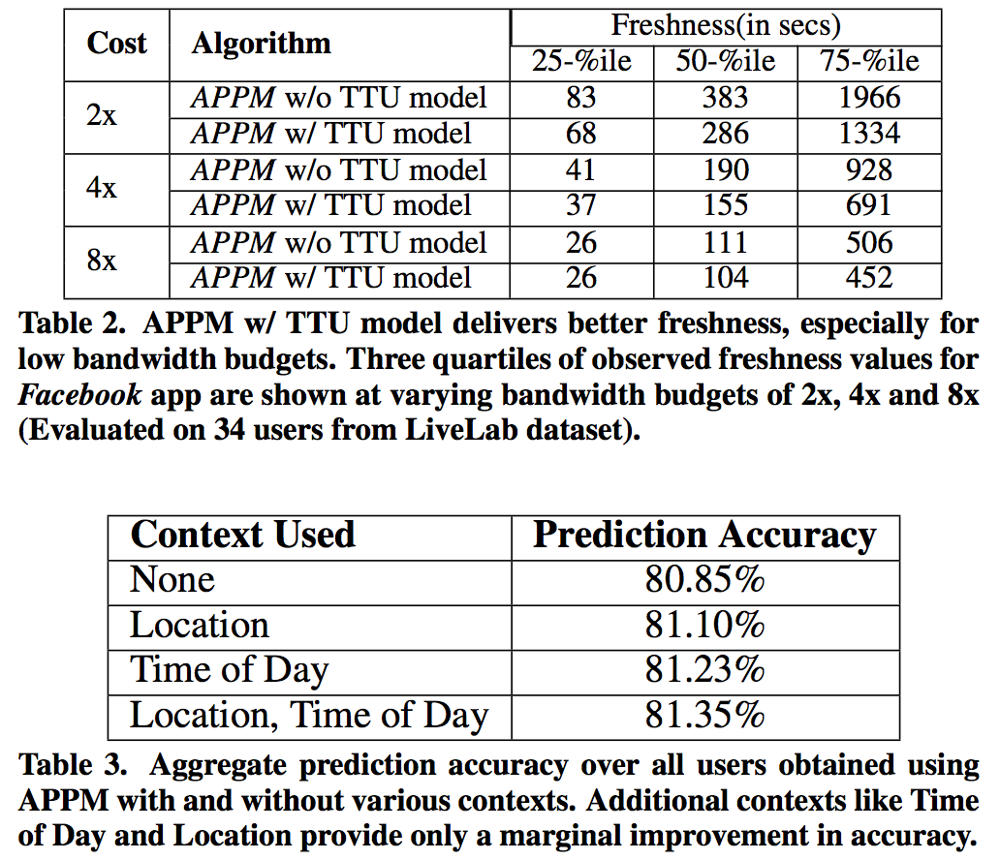 Cost Algorithm Freshness(in secs)
25-%ile 50-%ile 75-%ile
2x APPM w/o TTU model 83 383 1966
APPM w/ TTU model 68 286 1334
4x APPM w/o TTU model 41 190 928
APPM w/ TTU model 37 155 691
8x APPM w/o TTU model 26 111 506
APPM w/ TTU model 26 104 452
Table 2. APPM w/ TTU model delivers better freshness, especially for
low bandwidth budgets. Three quartiles of observed freshness values for
Facebook app are shown at varying bandwidth budgets of 2x, 4x and 8x
(Evaluated on 34 users from LiveLab dataset).
Context Used Prediction Accuracy
None 80.85%
Location 81.10%
Time of Day 81.23%
Location, Time of Day 81.35%
Table 3. Aggregate prediction accuracy over all users obtained using
APPM with and without various contexts. Additional contexts like Time
of Day and Location provide only a marginal improvement in accuracy.